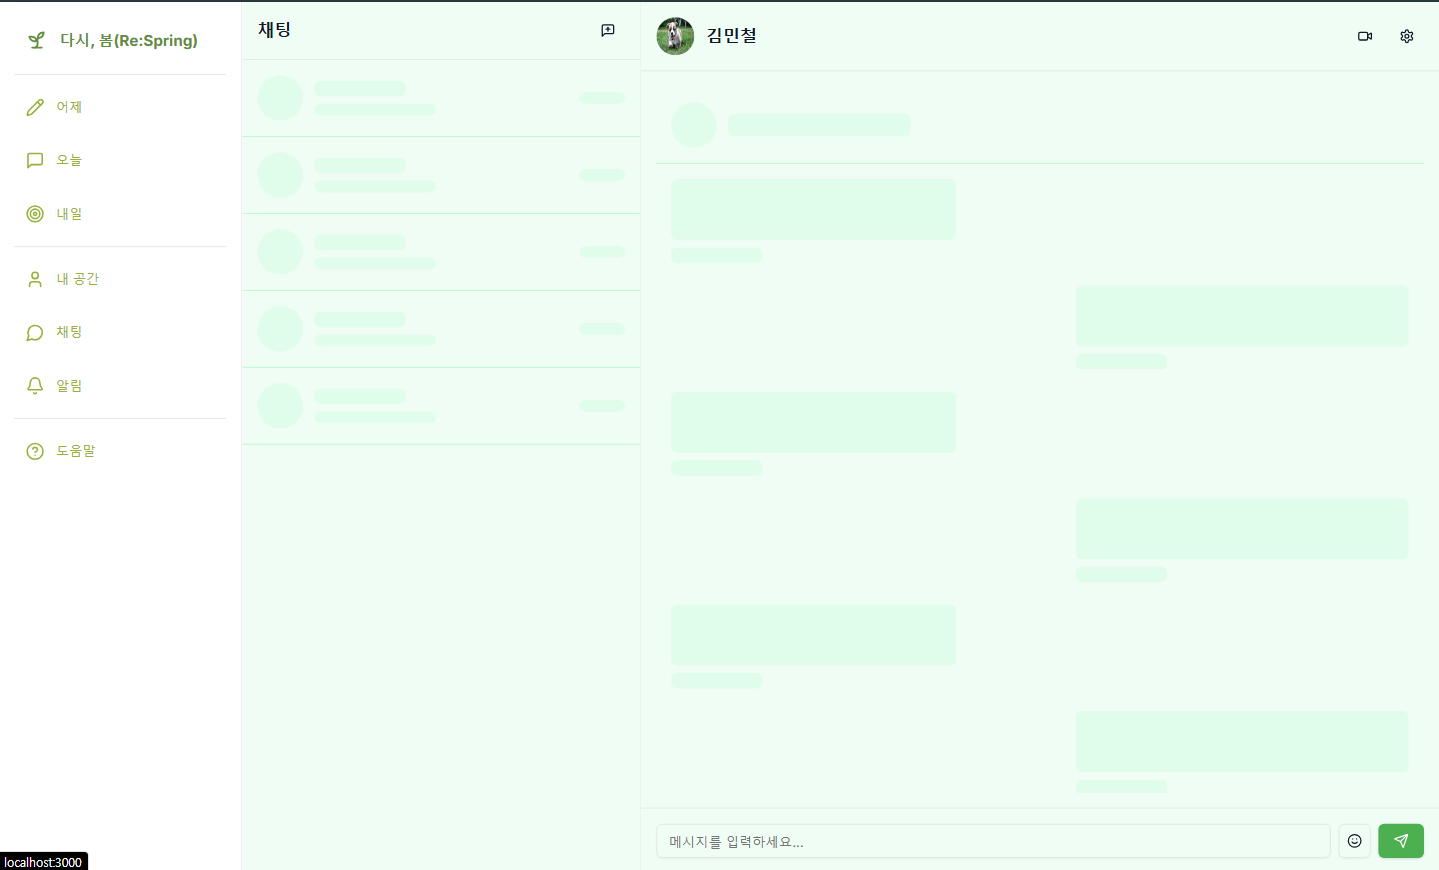 다시, 봄(Re:Spring)
어제
오늘
내일
내 공간
채팅
알림
도움말
채팅
김민철
메시지를 입력하세요...
localhost:3000